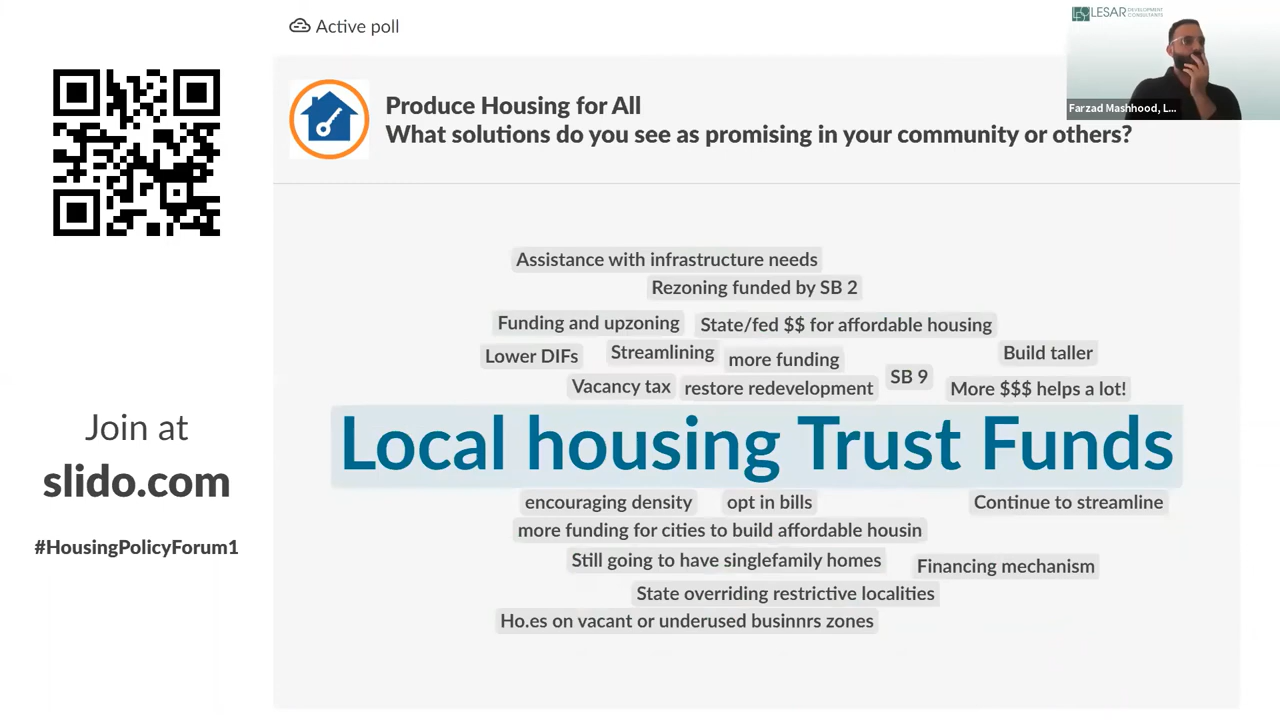 Active poll
LESAR DEVELOPMENT CONSULTANTS
Farzad Mashhood, L...
Produce Housing for All
What solutions do you see as promising in your community or others?
Assistance with infrastructure needs
Rezoning funded by SB 2
Funding and upzoning
State/fed $$ for affordable housing
Lower DIFs
Streamlining
more funding
Build taller
Vacancy tax
restore redevelopment
SB 9
More $$$ helps a lot!
Local housing Trust Funds
encouraging density
opt in bills
Continue to streamline
more funding for cities to build affordable housin
Still going to have singlefamily homes
Financing mechanism
State overriding restrictive localities
Ho.es on vacant or underused businnrs zones
Join at
slido.com
#HousingPolicyForum1